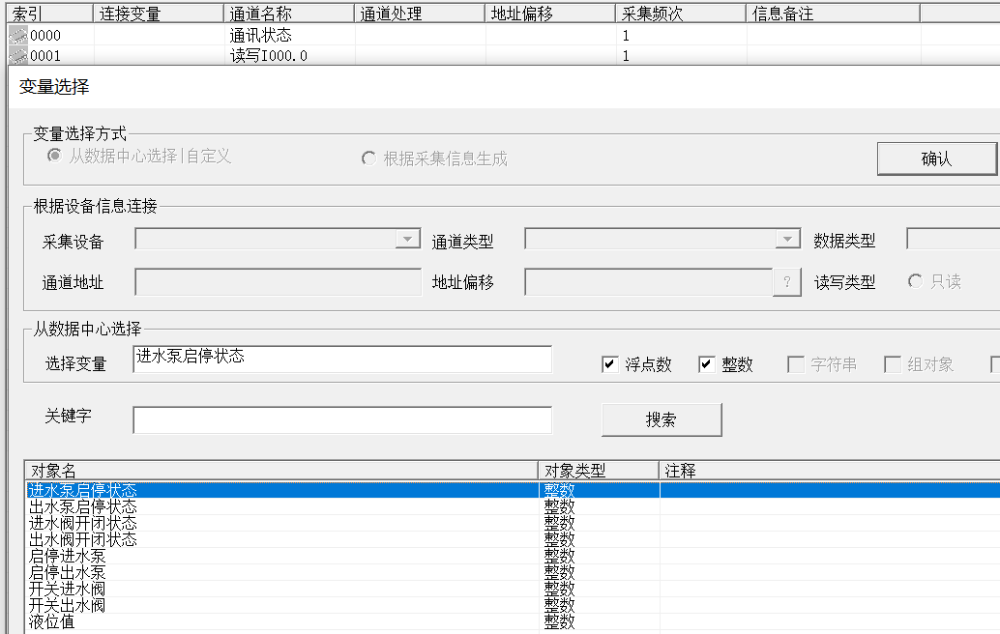 索引 连接变量 通道名称 通道处理 地址偏移 采集频次 信息备注
0000 通讯状态 1
0001 读写I000.0 1
变量选择
变量选择方式
从数据中心选择|自定义 根据采集信息生成 确认
根据设备信息连接
采集设备 通道类型 数据类型
通道地址 地址偏移 ? 读写类型 只读
从数据中心选择
选择变量 进水泵启停状态 浮点数 整数 字符串 组对象
关键字 搜索
对象名 对象类型 注释
进水泵启停状态 整数
出水泵启停状态 整数
进水阀开闭状态 整数
出水阀开闭状态 整数
启停进水泵 整数
启停出水泵 整数
开关进水阀 整数
开关出水阀 整数
液位值 整数